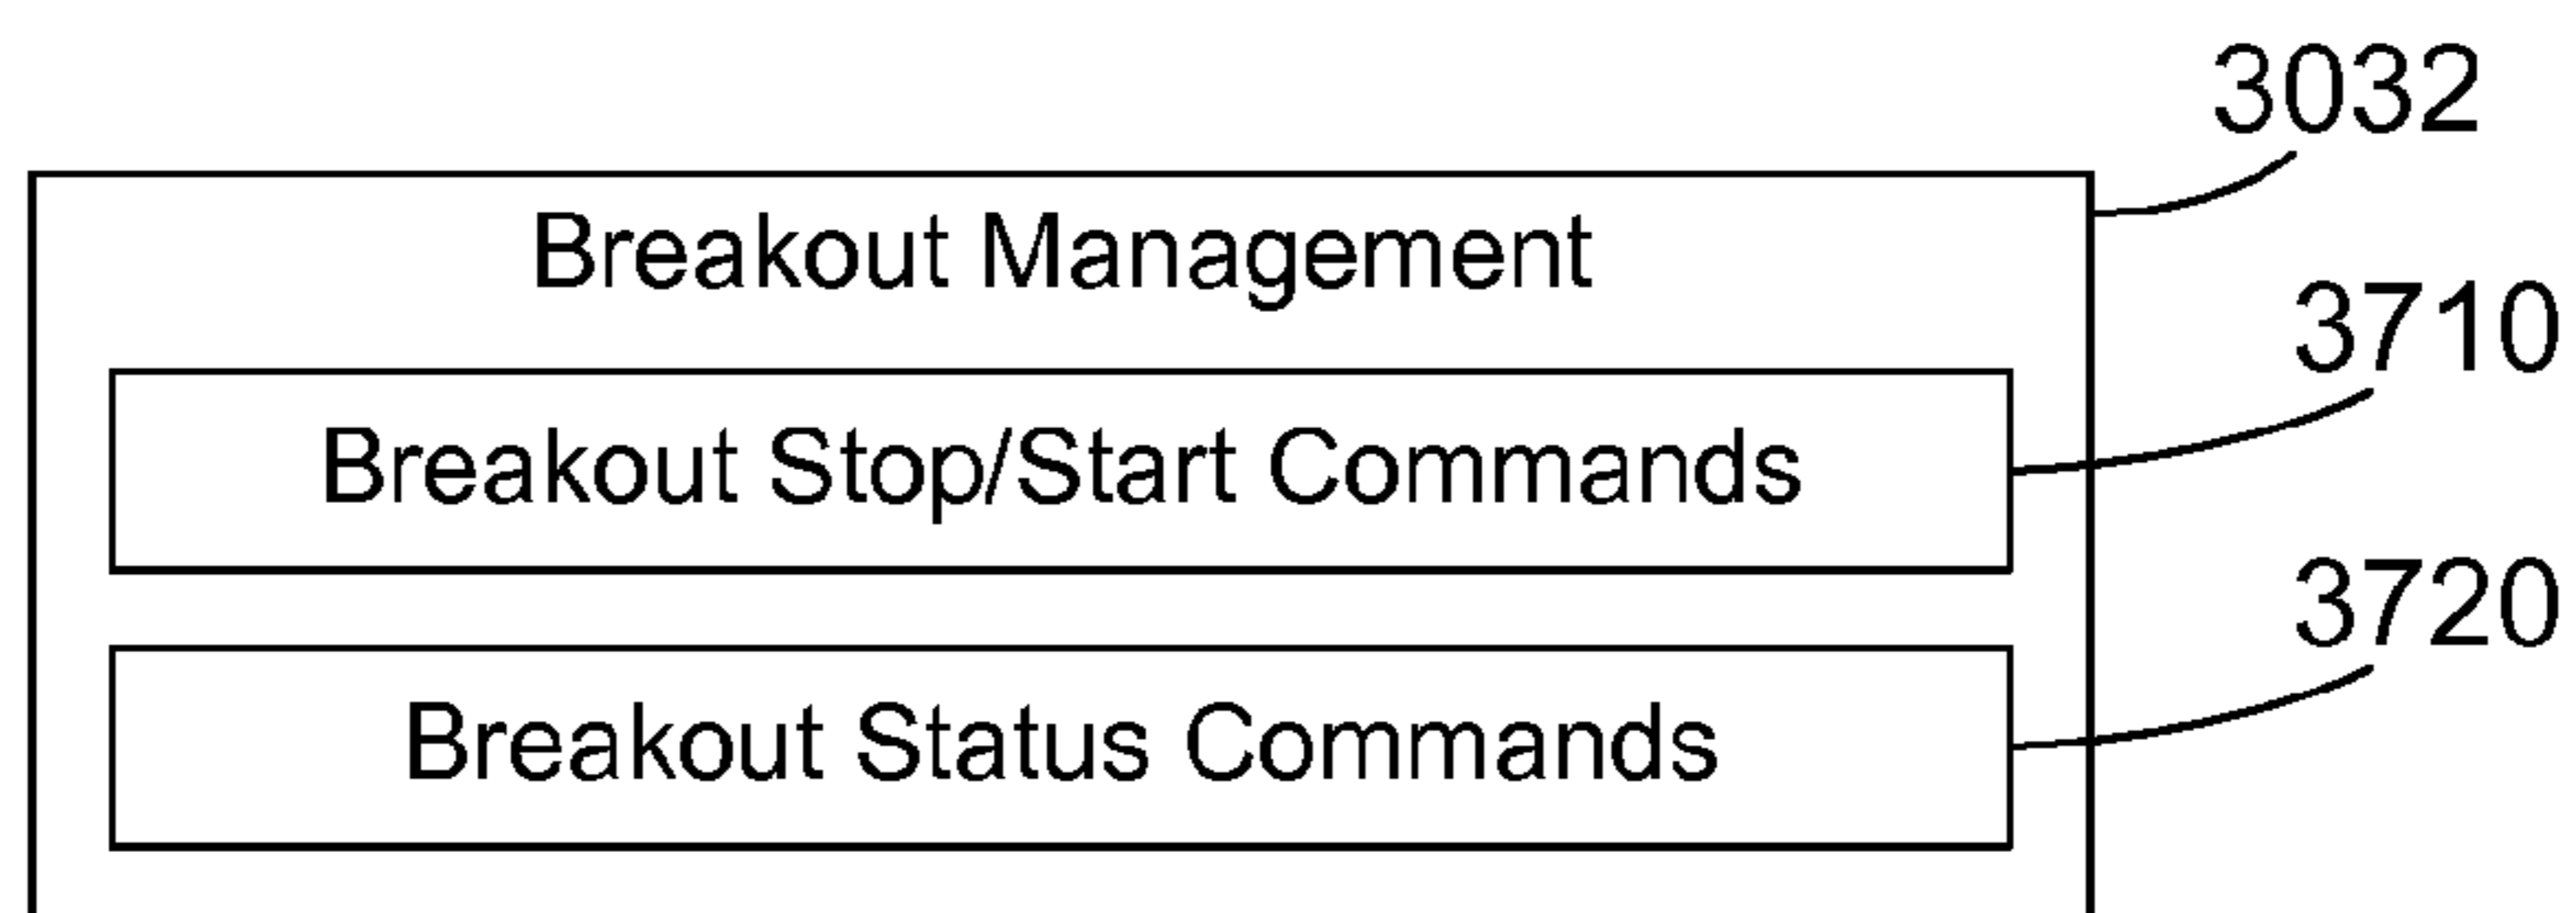 3032
Breakout Management
3710
Breakout Stop/Start Commands
3720
Breakout Status Commands